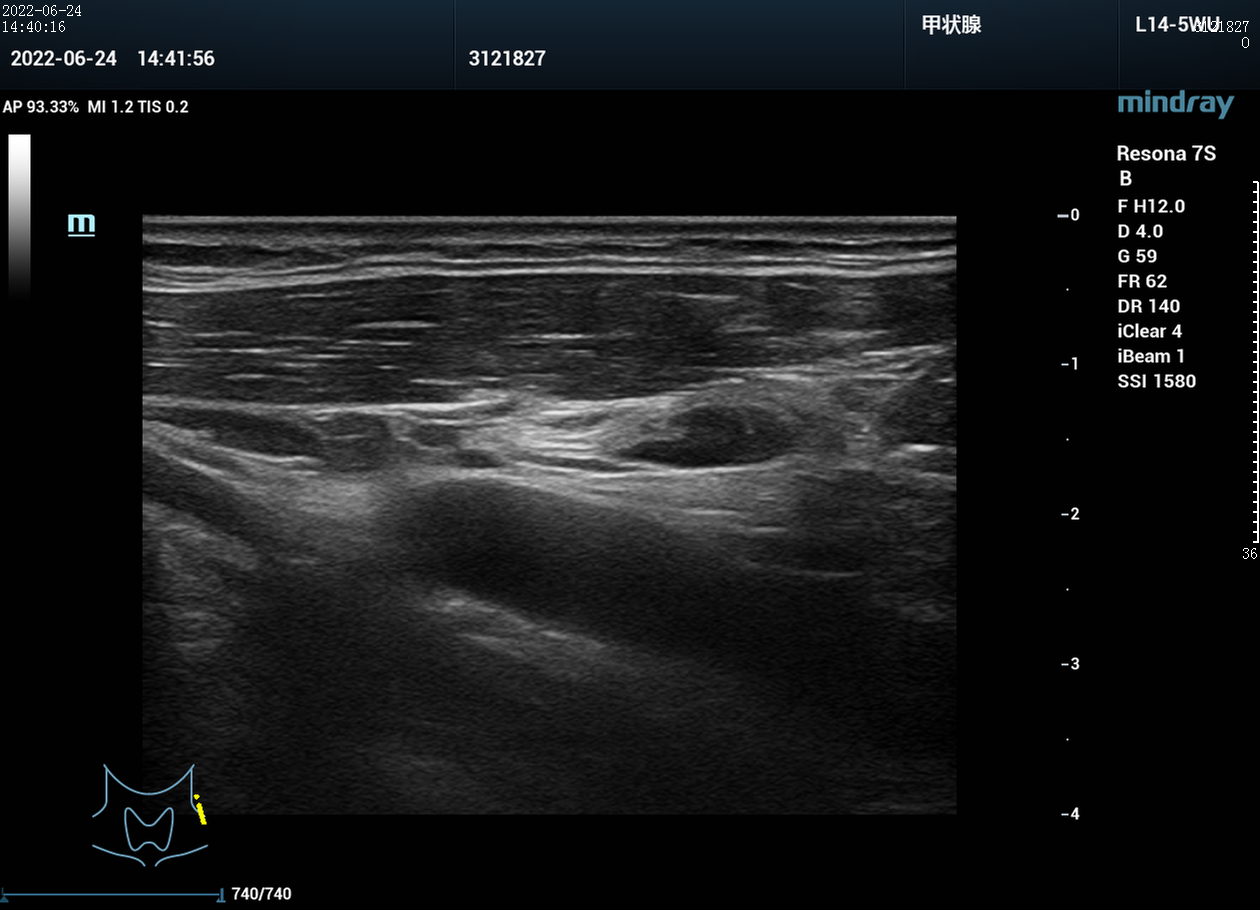 2022-06-24
14:40:16
2022-06-24 14:41:56
3121827
甲状腺
L14-5WU
3121827
0
AP 93.33% MI 1.2 TIS 0.2
mindray
m
Resona 7S
B
F H12.0
D 4.0
G 59
FR 62
DR 140
iClear 4
iBeam 1
SSI 1580
0
-1
-2
-3
-4
36
740/740